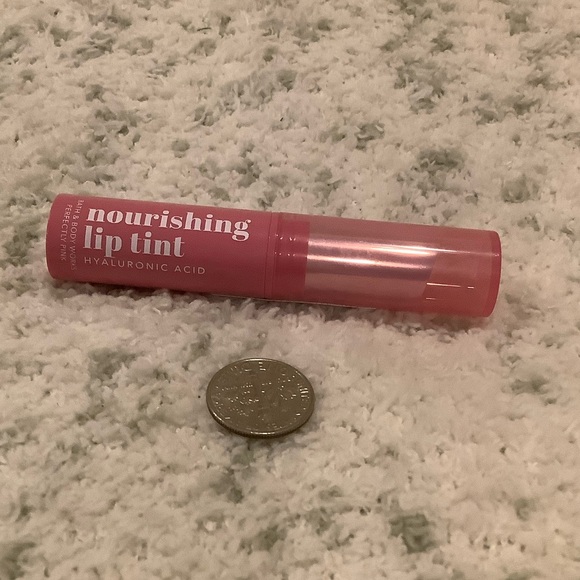 BATH & BODY WORKS
PERFECTLY PINK
nourishing
lip tint
HYALURONIC ACID